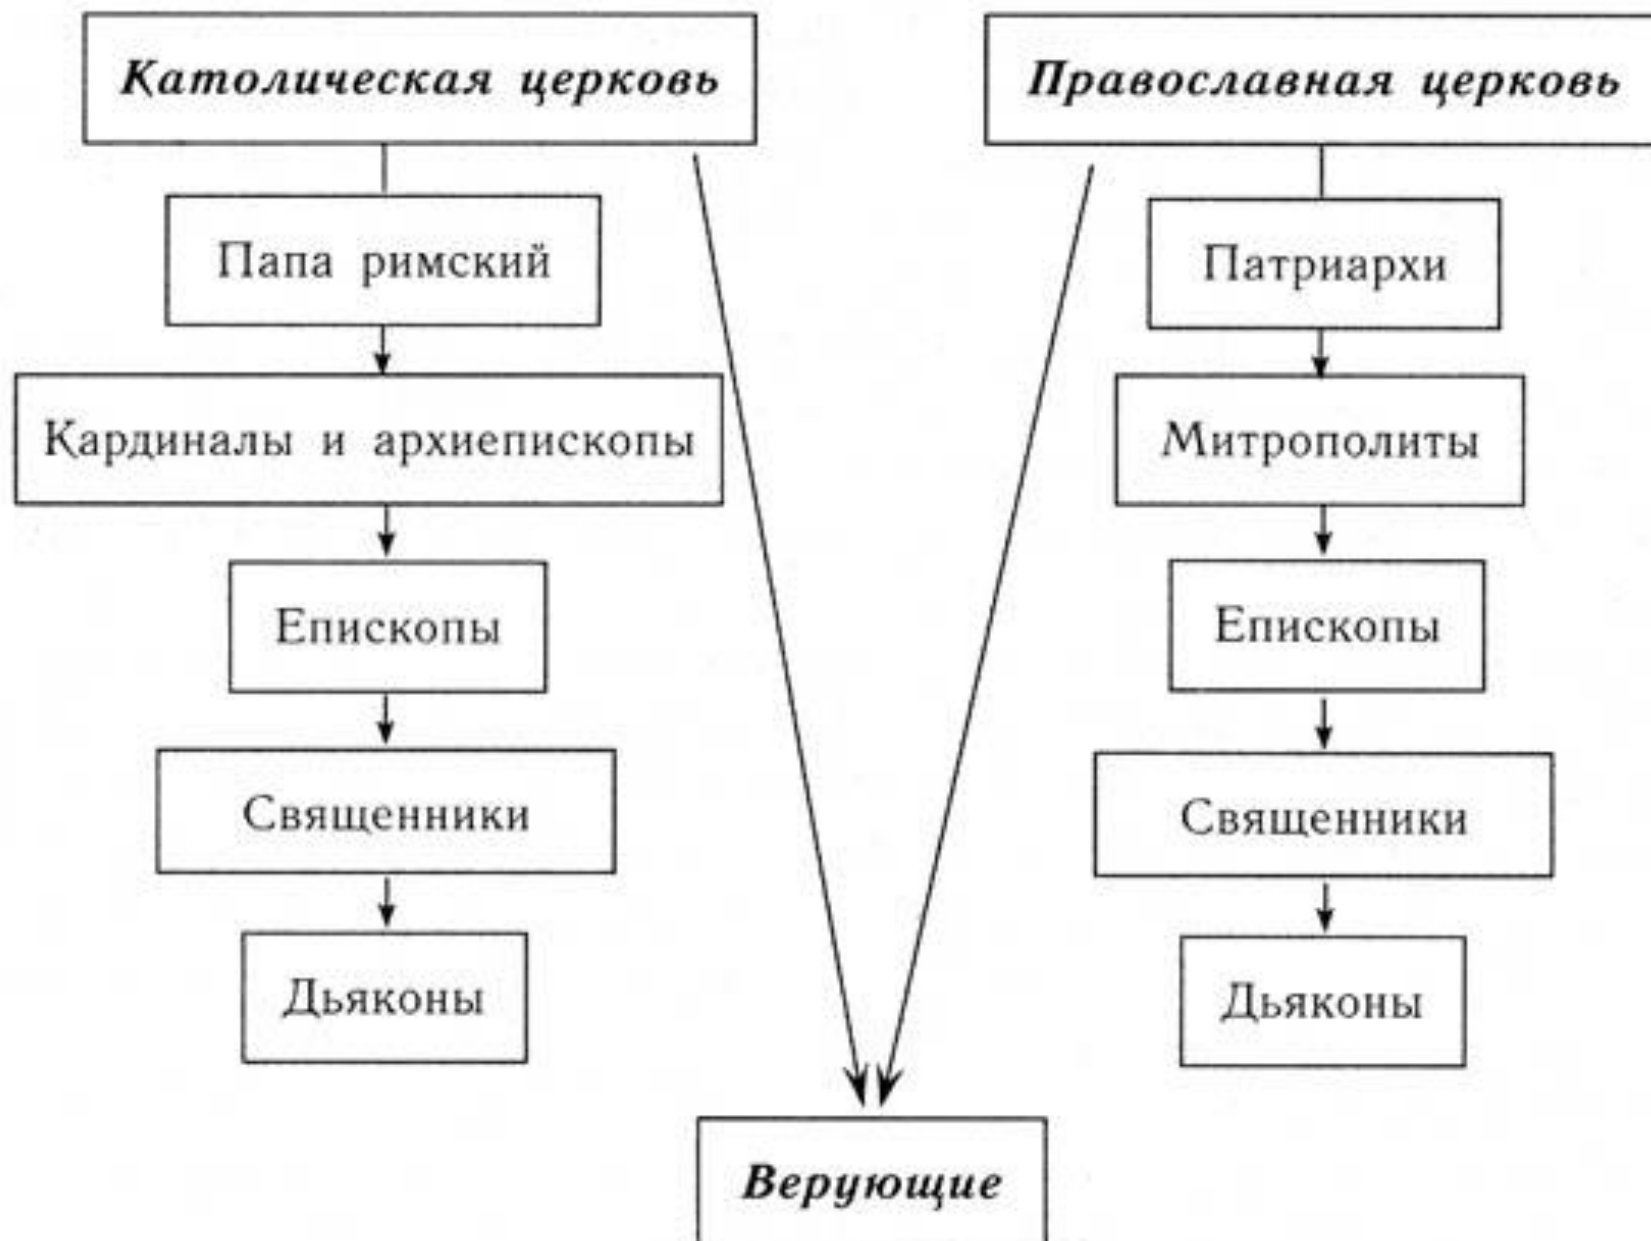 Католическая церковь
Папа римский
Кардиналы и архиепископы
Епископы
Священники
Дьяконы
Православная церковь
Патриархи
Митрополиты
Епископы
Священники
Дьяконы
Верующие